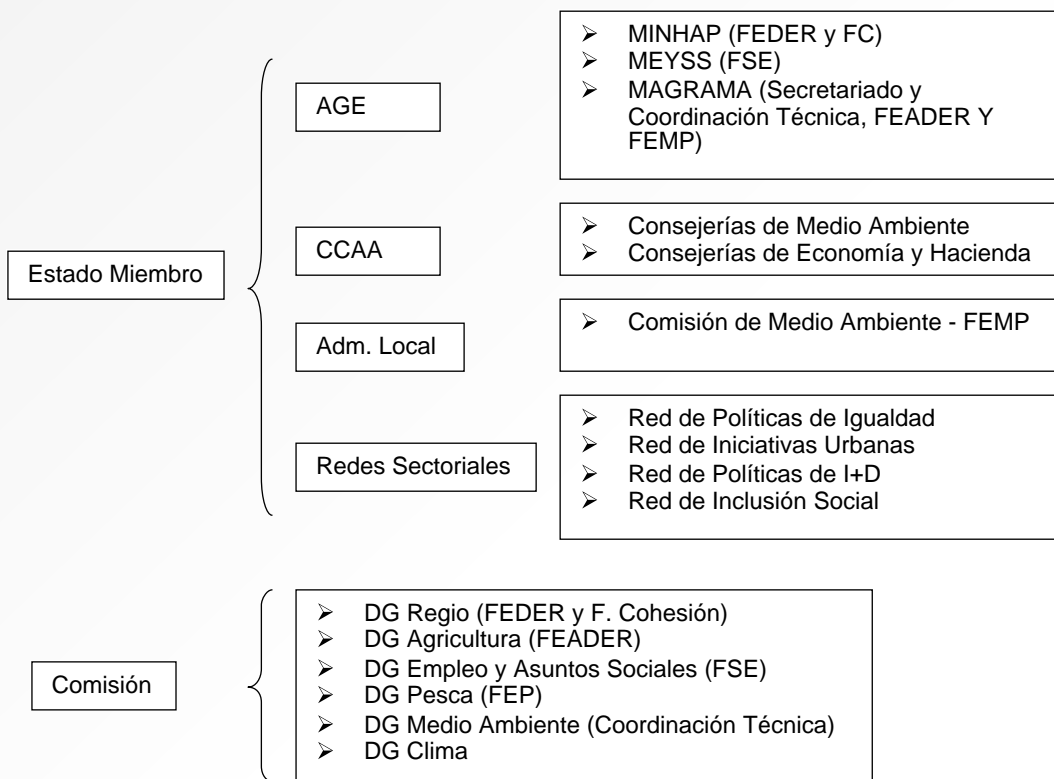 Estado Miembro
AGE
➢ MINHAP (FEDER y FC)
➢ MEYSS (FSE)
➢ MAGRAMA (Secretariado y
Coordinación Técnica, FEADER Y
FEMP)
CCAA
➢ Consejerías de Medio Ambiente
➢ Consejerías de Economía y Hacienda
Adm. Local
➢ Comisión de Medio Ambiente - FEMP
Redes Sectoriales
➢ Red de Políticas de Igualdad
➢ Red de Iniciativas Urbanas
➢ Red de Políticas de I+D
➢ Red de Inclusión Social
Comisión
➢ DG Regio (FEDER y F. Cohesión)
➢ DG Agricultura (FEADER)
➢ DG Empleo y Asuntos Sociales (FSE)
➢ DG Pesca (FEP)
➢ DG Medio Ambiente (Coordinación Técnica)
➢ DG Clima